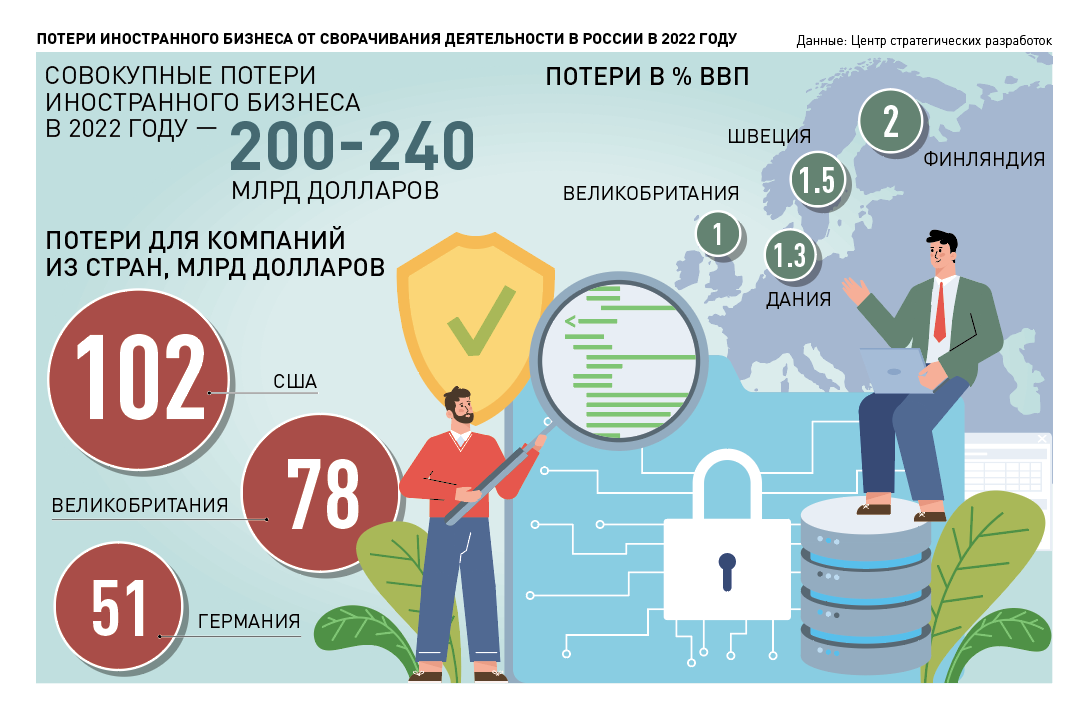 ПОТЕРИ ИНОСТРАННОГО БИЗНЕСА ОТ СВОРАЧИВАНИЯ ДЕЯТЕЛЬНОСТИ В РОССИИ В 2022 ГОДУ
Данные: Центр стратегических разработок
СОВОКУПНЫЕ ПОТЕРИ
ИНОСТРАННОГО БИЗНЕСА
В 2022 ГОДУ — 200-240
МЛРД ДОЛЛАРОВ
ПОТЕРИ ДЛЯ КОМПАНИЙ
ИЗ СТРАН, МЛРД ДОЛЛАРОВ
102
США
78
ВЕЛИКОБРИТАНИЯ
51
ГЕРМАНИЯ
ПОТЕРИ В % ВВП
2
ФИНЛЯНДИЯ
ШВЕЦИЯ
1.5
ВЕЛИКОБРИТАНИЯ
1
1.3
ДАНИЯ